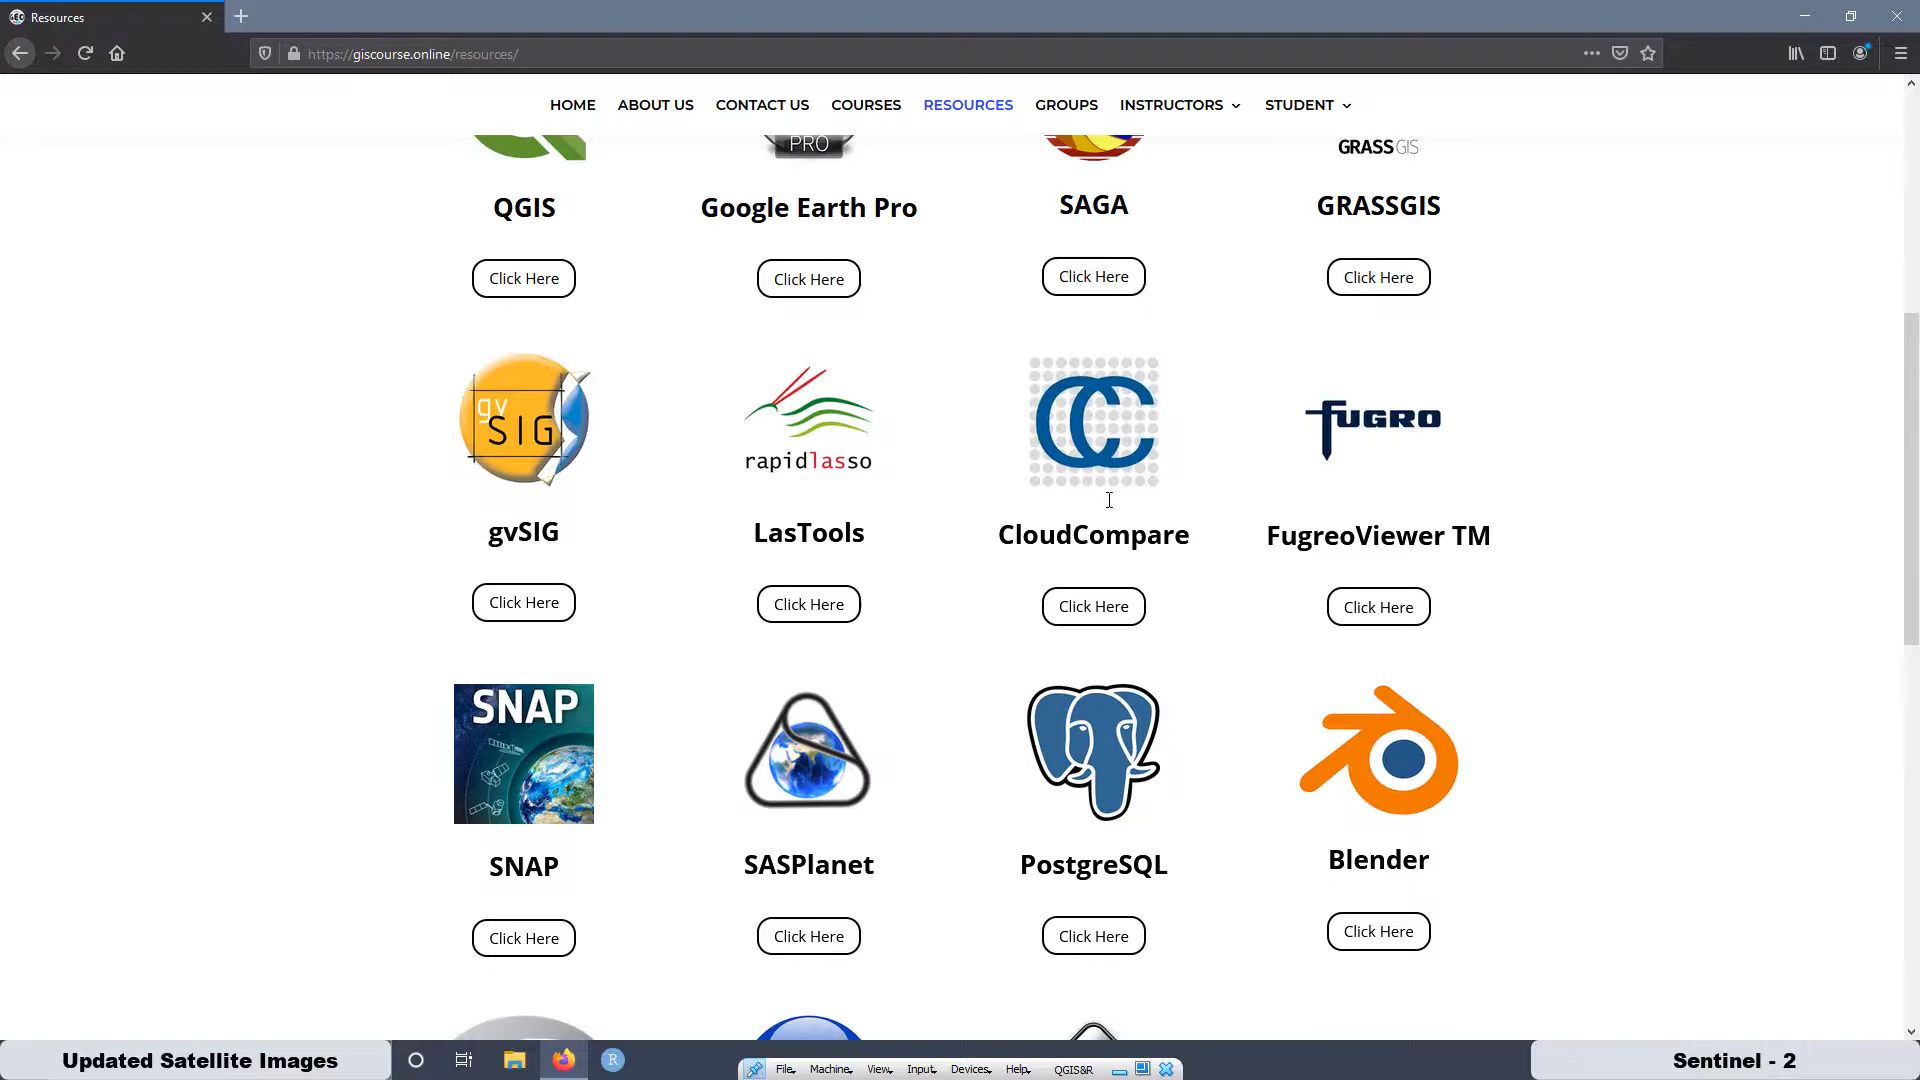 Resources
https://giscourse.online/resources/
HOME ABOUT US CONTACT US COURSES RESOURCES GROUPS INSTRUCTORS STUDENT
PRO
GRASS GIS
QGIS Google Earth Pro SAGA GRASSGIS
Click Here Click Here Click Here Click Here
gv
SIG
rapidlasso
CC
FUGRO
gvSIG LasTools CloudCompare FugreoViewer TM
Click Here Click Here Click Here Click Here
SNAP
SNAP SASPlanet PostgreSQL Blender
Click Here Click Here Click Here Click Here
Updated Satellite Images
R
File Machine View Input Devices Help QGIS&R
Sentinel - 2